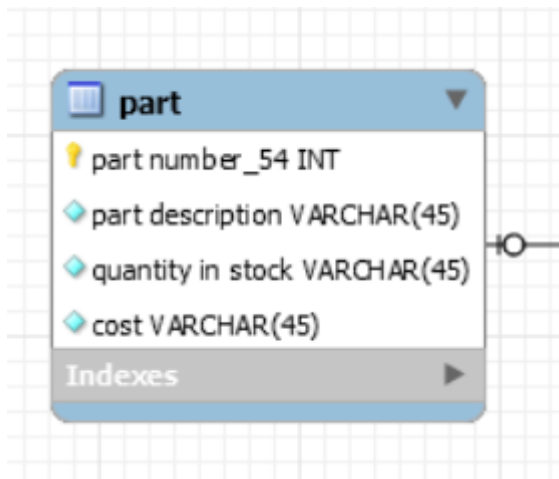 part
part number_54 INT
part description VARCHAR(45)
quantity in stock VARCHAR(45)
cost VARCHAR(45)
Indexes